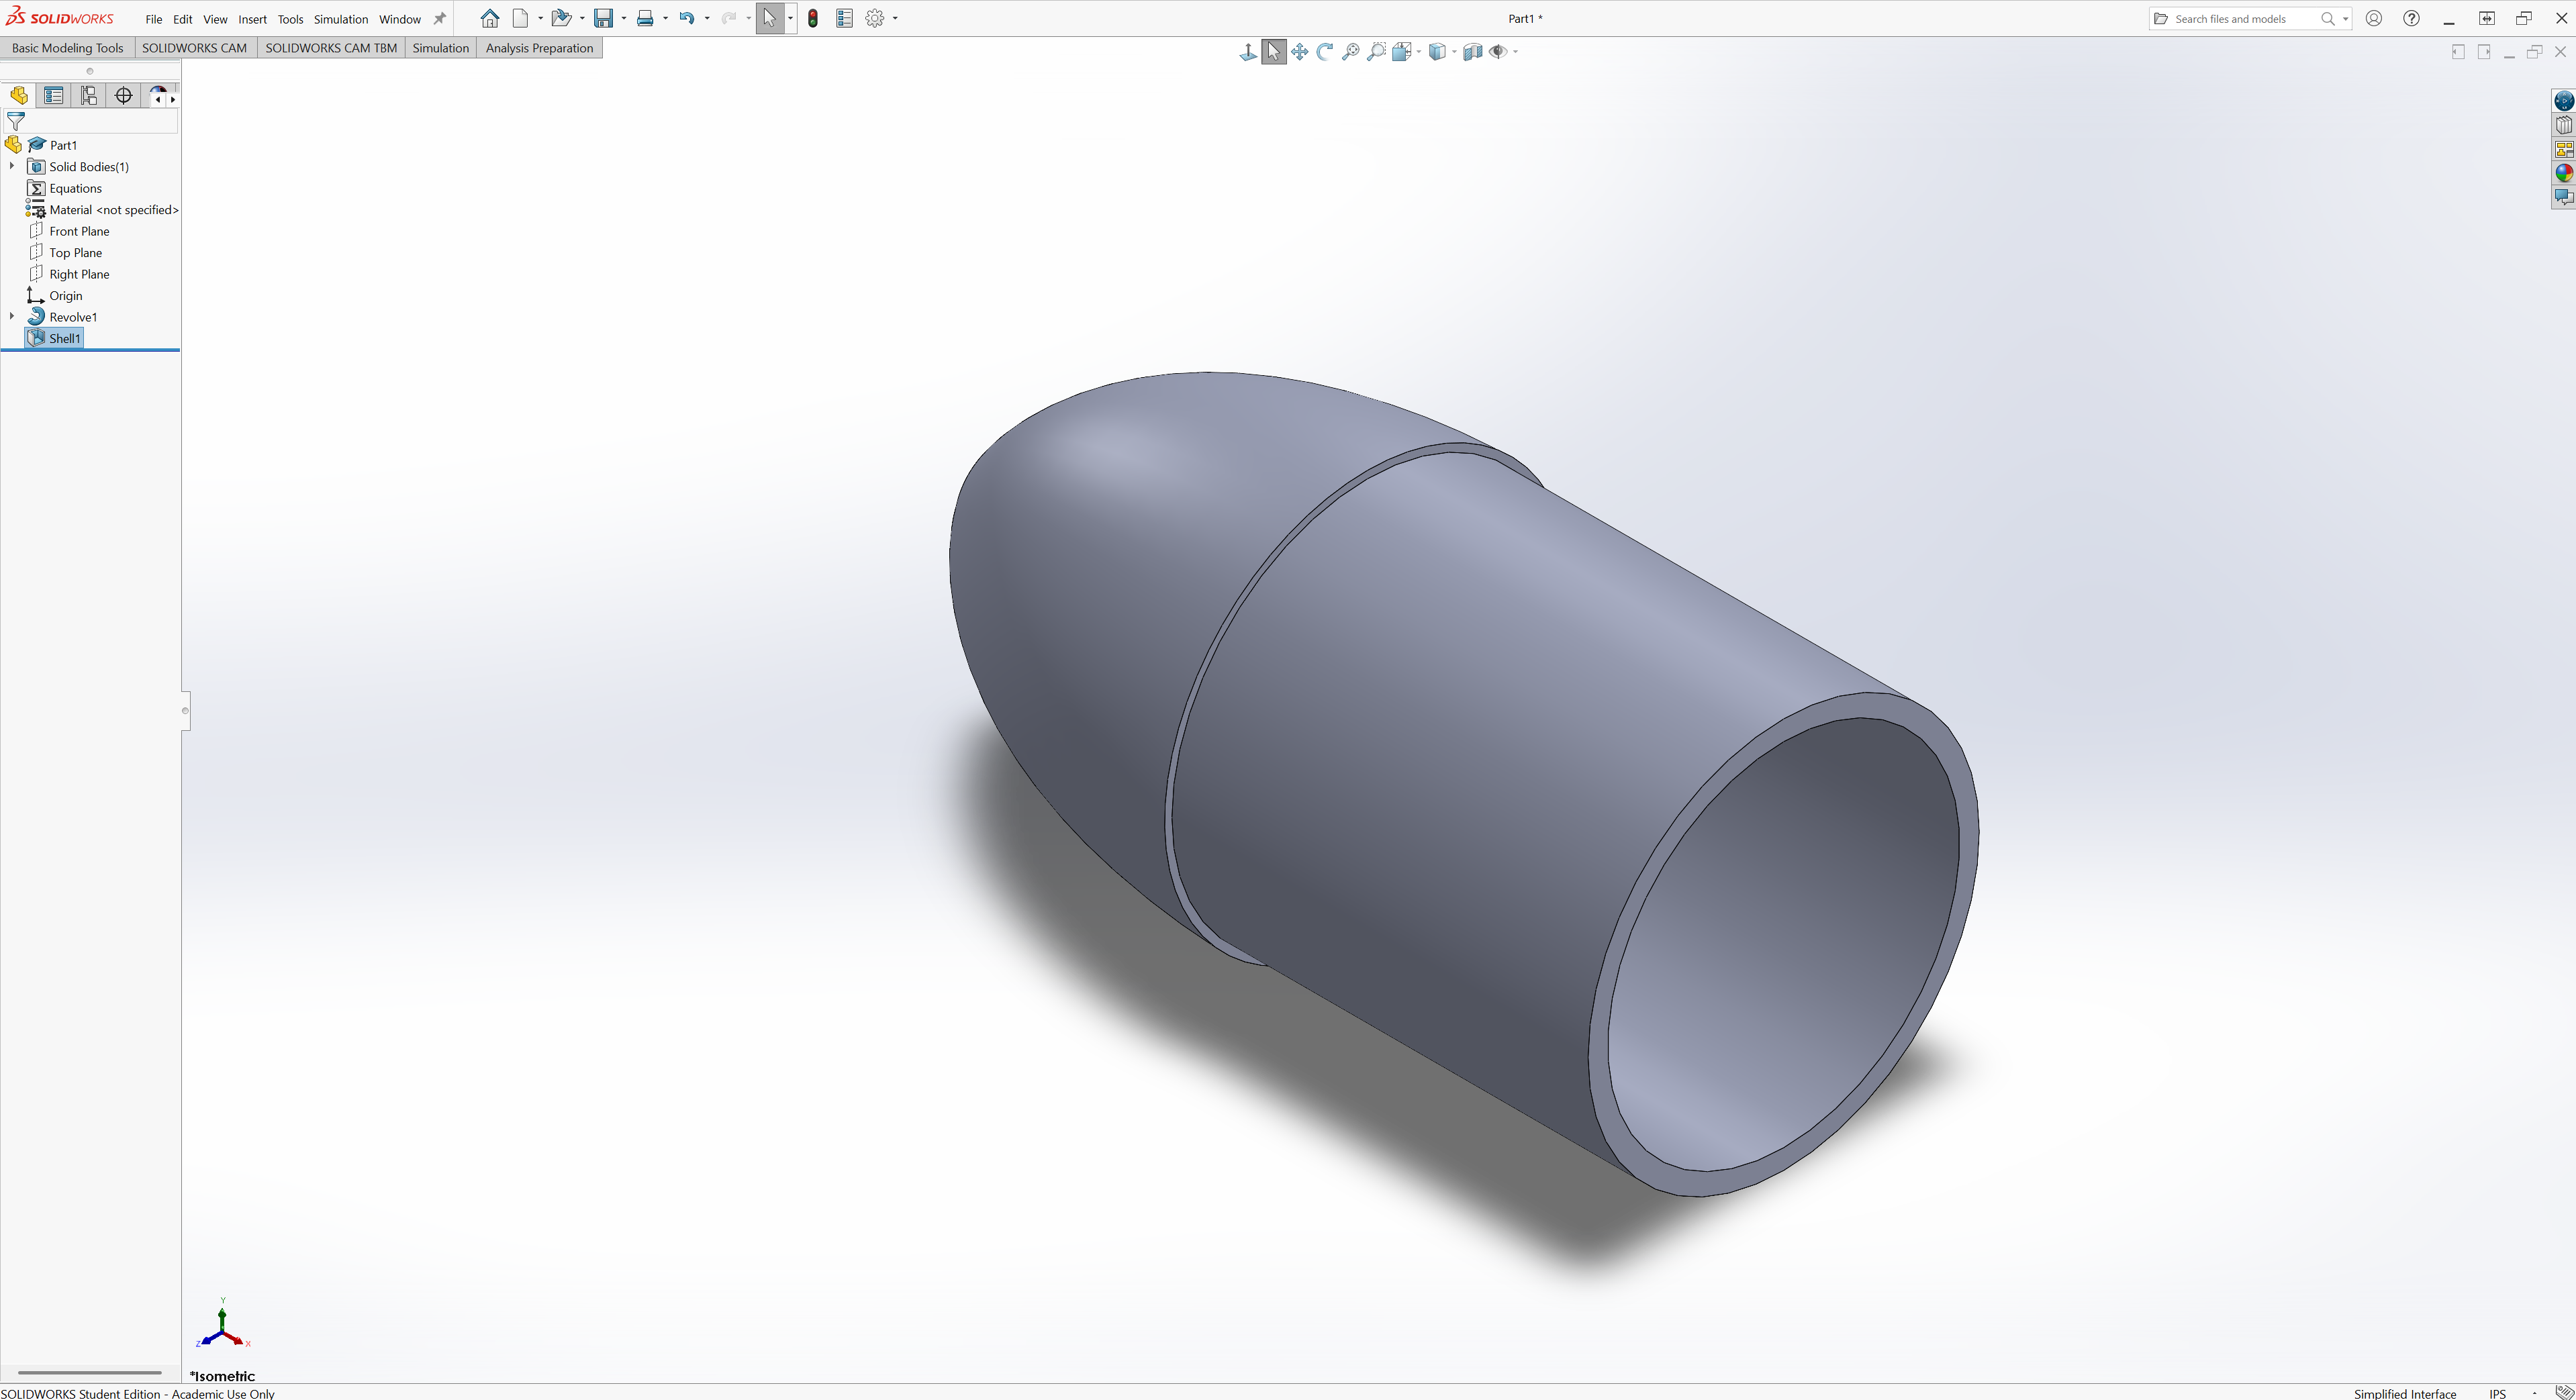 SOLIDWORKS File Edit View Insert Tools Simulation Window Part1 * Search files and models
Basic Modeling Tools SOLIDWORKS CAM SOLIDWORKS CAM TBM Simulation Analysis Preparation
Part1
Solid Bodies(1)
Equations
Material <not specified>
Front Plane
Top Plane
Right Plane
Origin
Revolve1
Shell1
Y
Z X
*Isometric
SOLIDWORKS Student Edition - Academic Use Only Simplified Interface IPS -